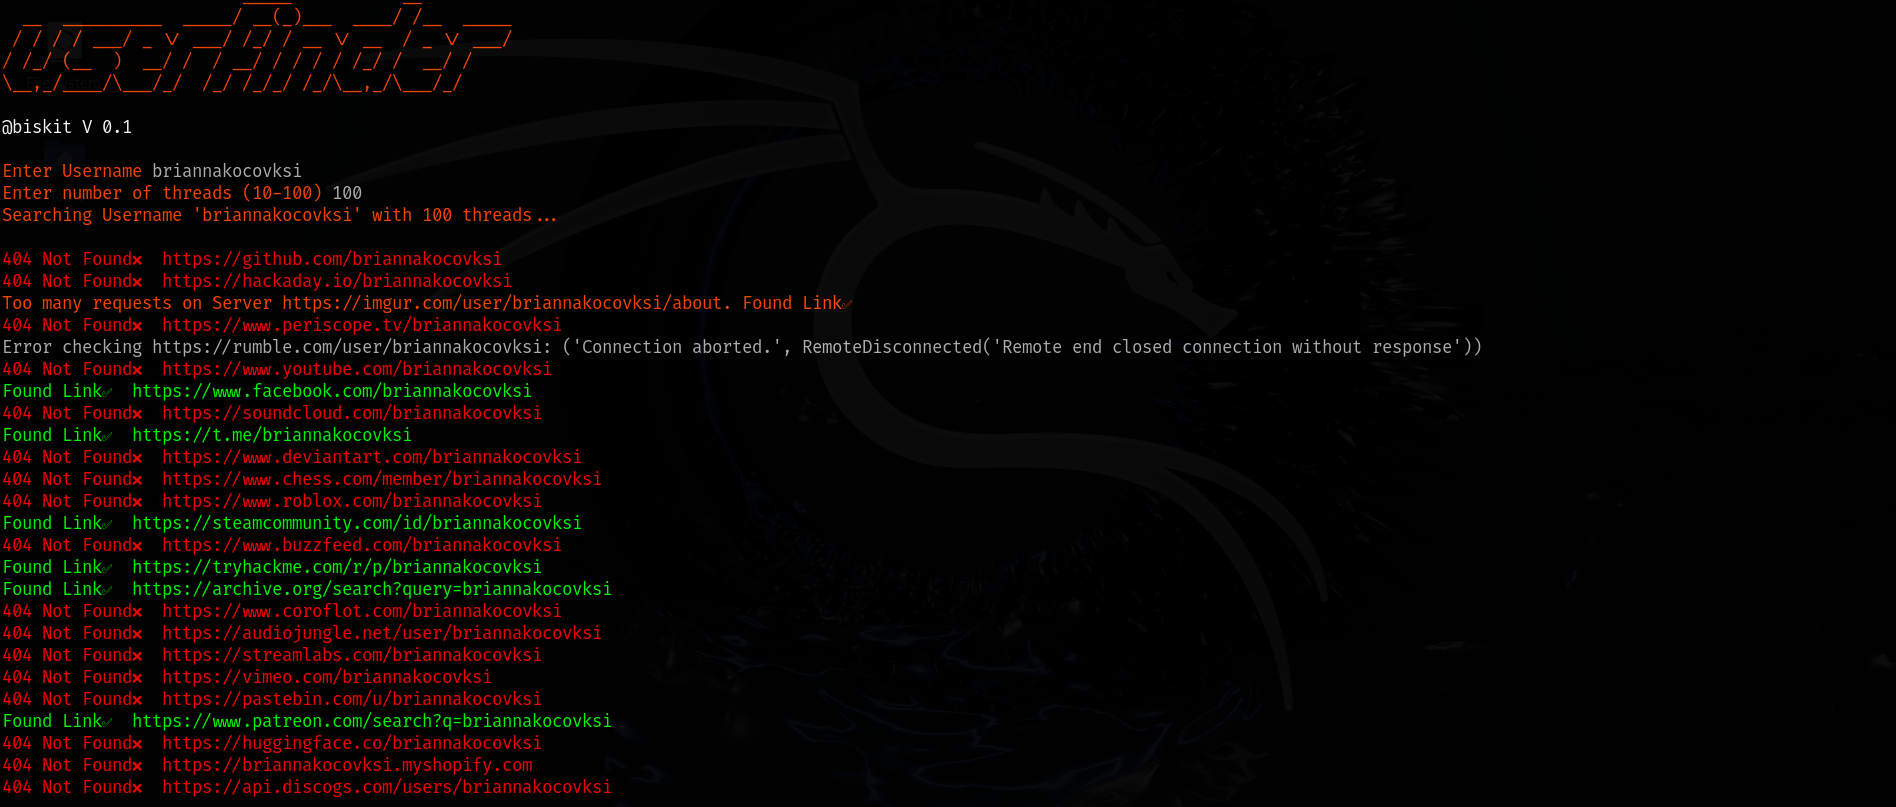 userfinder
@biskit V 0.1
Enter Username briannakocovksi
Enter number of threads (10-100) 100
Searching Username 'briannakocovksi' with 100 threads...
404 Not Found❌ https://github.com/briannakocovksi
404 Not Found❌ https://hackaday.io/briannakocovksi
Too many requests on Server https://imgur.com/user/briannakocovksi/about. Found Link✅
404 Not Found❌ https://www.periscope.tv/briannakocovksi
Error checking https://rumble.com/user/briannakocovksi: ('Connection aborted.', RemoteDisconnected('Remote end closed connection without response'))
404 Not Found❌ https://www.youtube.com/briannakocovksi
Found Link✅ https://www.facebook.com/briannakocovksi
404 Not Found❌ https://soundcloud.com/briannakocovksi
Found Link✅ https://t.me/briannakocovksi
404 Not Found❌ https://www.deviantart.com/briannakocovksi
404 Not Found❌ https://www.chess.com/member/briannakocovksi
404 Not Found❌ https://www.roblox.com/briannakocovksi
Found Link✅ https://steamcommunity.com/id/briannakocovksi
404 Not Found❌ https://www.buzzfeed.com/briannakocovksi
Found Link✅ https://tryhackme.com/r/p/briannakocovksi
Found Link✅ https://archive.org/search?query=briannakocovksi
404 Not Found❌ https://www.coroflot.com/briannakocovksi
404 Not Found❌ https://audiojungle.net/user/briannakocovksi
404 Not Found❌ https://streamlabs.com/briannakocovksi
404 Not Found❌ https://vimeo.com/briannakocovksi
404 Not Found❌ https://pastebin.com/u/briannakocovksi
Found Link✅ https://www.patreon.com/search?q=briannakocovksi
404 Not Found❌ https://huggingface.co/briannakocovksi
404 Not Found❌ https://briannakocovksi.myshopify.com
404 Not Found❌ https://api.discogs.com/users/briannakocovksi